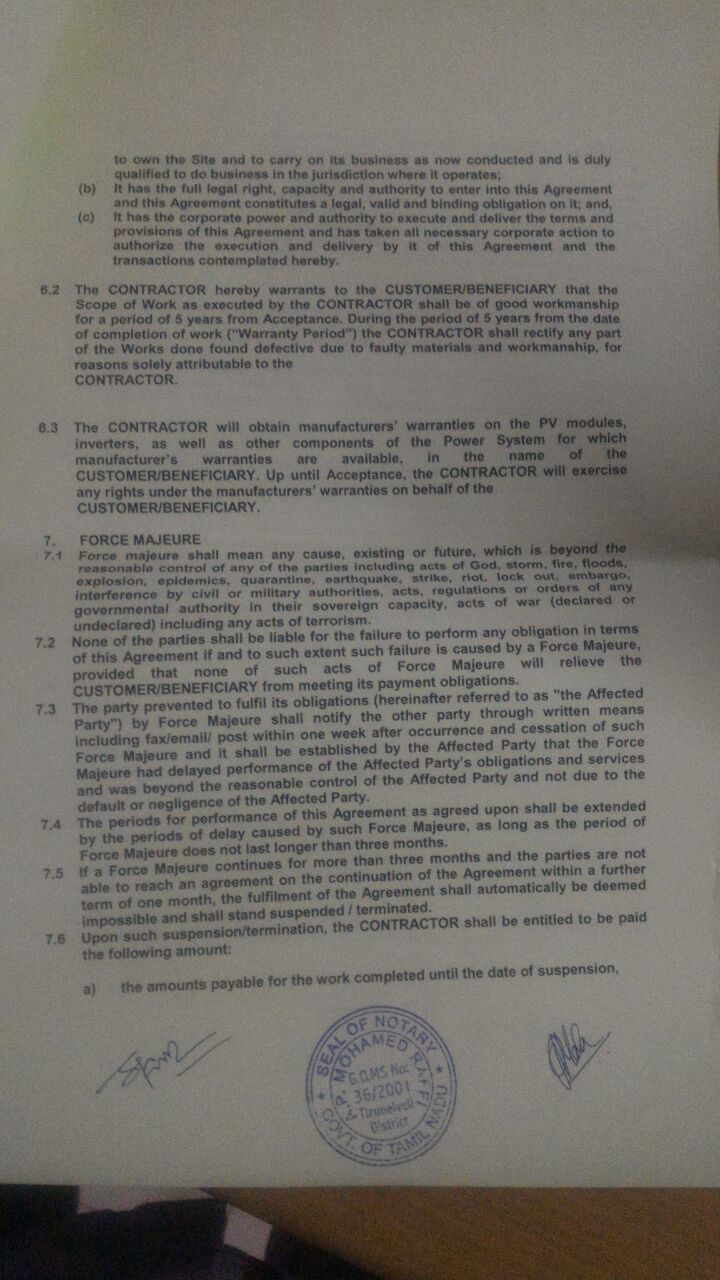 to own the Site and to carry on its business as now conducted and is duly
qualified to do business in the jurisdiction where it operates;
(b) It has the full legal right, capacity and authority to enter into this Agreement
and this Agreement constitutes a legal, valid and binding obligation on it; and,
(c) It has the corporate power and authority to execute and deliver the terms and
provisions of this Agreement and has taken all necessary corporate action to
authorize the execution and delivery by it of this Agreement and the
transactions contemplated hereby.
6.2 The CONTRACTOR hereby warrants to the CUSTOMER/BENEFICIARY that the
Scope of Work as executed by the CONTRACTOR shall be of good workmanship
for a period of 5 years from Acceptance. During the period of 5 years from the date
of completion of work ("Warranty Period") the CONTRACTOR shall rectify any part
of the Works done found defective due to faulty materials and workmanship, for
reasons solely attributable to the
CONTRACTOR.
6.3 The CONTRACTOR will obtain manufacturers' warranties on the PV modules,
inverters, as well as other components of the Power System for which
manufacturer's warranties are available, in the name of the
CUSTOMER/BENEFICIARY. Up until Acceptance, the CONTRACTOR will exercise
any rights under the manufacturers' warranties on behalf of the
CUSTOMER/BENEFICIARY.
7. FORCE MAJEURE
7.1 Force majeure shall mean any cause, existing or future, which is beyond the
reasonable control of any of the parties including acts of God, storm, fire, floods,
explosion, epidemics, quarantine, earthquake, strike, riot, lock out, embargo,
interference by civil or military authorities, acts, regulations or orders of any
governmental authority in their sovereign capacity, acts of war (declared or
undeclared) including any acts of terrorism.
7.2 None of the parties shall be liable for the failure to perform any obligation in terms
of this Agreement if and to such extent such failure is caused by a Force Majeure,
provided that none of such acts of Force Majeure will relieve the
CUSTOMER/BENEFICIARY from meeting its payment obligations.
7.3 The party prevented to fulfil its obligations (hereinafter referred to as "the Affected
Party") by Force Majeure shall notify the other party through written means
including fax/email/ post within one week after occurrence and cessation of such
Force Majeure and it shall be established by the Affected Party that the Force
Majeure had delayed performance of the Affected Party's obligations and services
and was beyond the reasonable control of the Affected Party and not due to the
default or negligence of the Affected Party.
7.4 The periods for performance of this Agreement as agreed upon shall be extended
by the periods of delay caused by such Force Majeure, as long as the period of
Force Majeure does not last longer than three months.
7.5 If a Force Majeure continues for more than three months and the parties are not
able to reach an agreement on the continuation of the Agreement within a further
term of one month, the fulfilment of the Agreement shall automatically be deemed
impossible and shall stand suspended / terminated.
7.6 Upon such suspension/termination, the CONTRACTOR shall be entitled to be paid
the following amount:
a) the amounts payable for the work completed until the date of suspension,
SEAL OF NOTARY
MOHAMED RAFFI
G.O.MS No:
36/2001
Tirunelveli
District
GOVT. OF TAMIL NADU